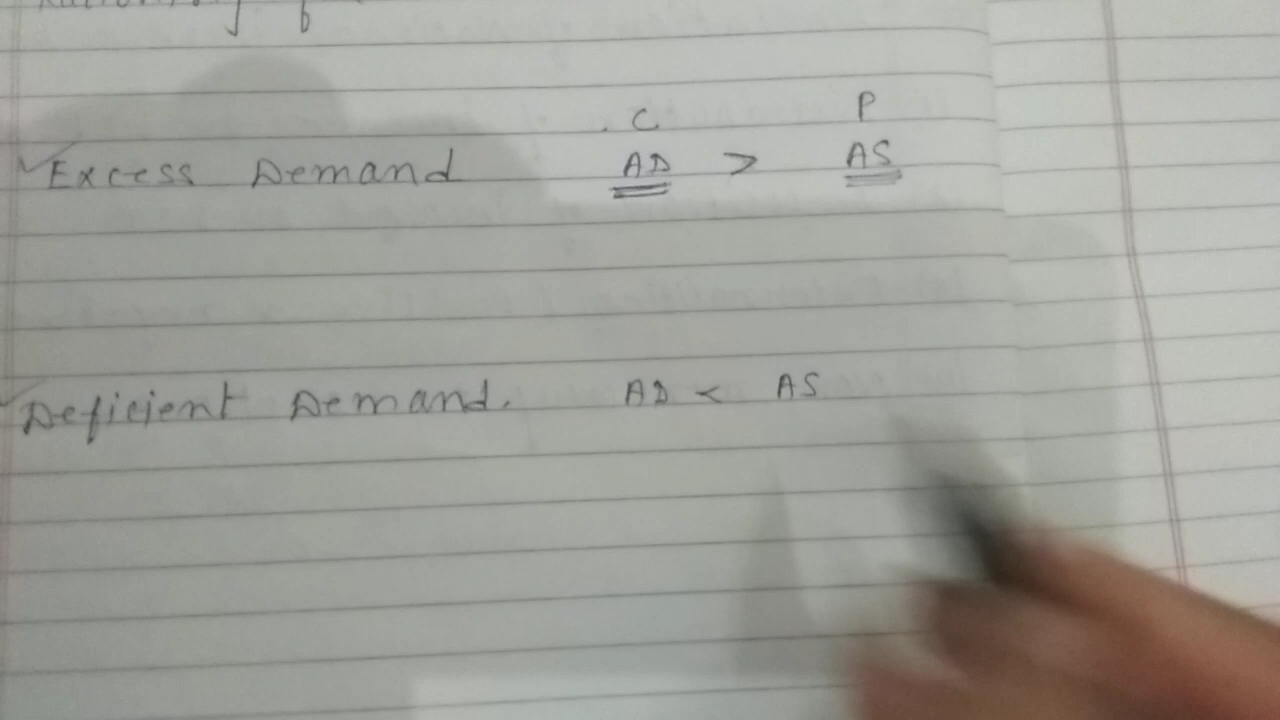 C P
Excess Demand AD > AS
Deficient Demand. AD < AS